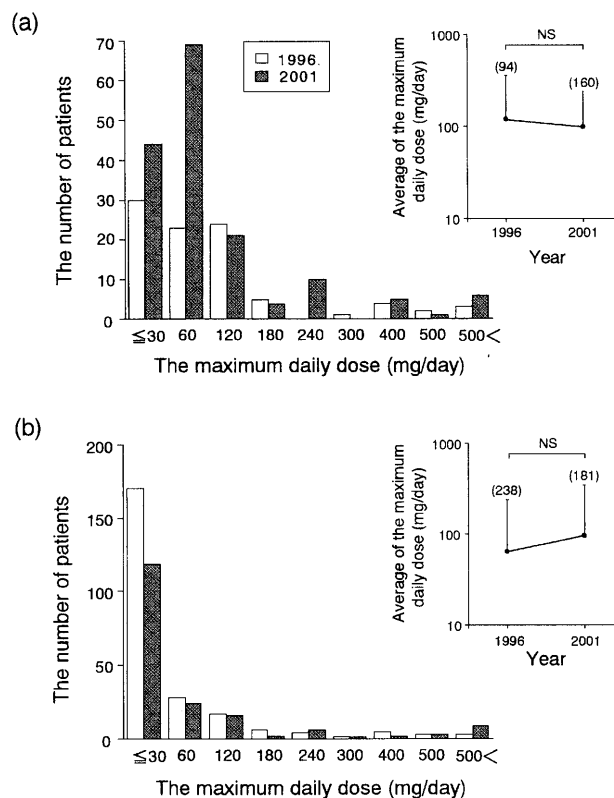 (a)
The number of patients
70
60
50
40
30
20
10
0
1996.
2001
≦30 60 120 180 240 300 400 500 500<
The maximum daily dose (mg/day)
Average of the maximum
daily dose (mg/day)
1000
100
10
NS
(94)
(160)
1996 2001
Year
(b)
The number of patients
200
150
100
50
0
≦30 60 120 180 240 300 400 500 500<
The maximum daily dose (mg/day)
Average of the maximum
daily dose (mg/day)
1000
100
10
NS
(238)
(181)
1996 2001
Year